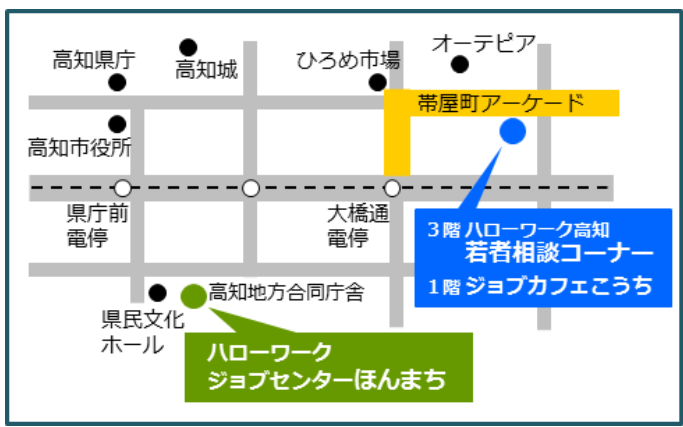 オーテピア
高知県庁
高知城
ひろめ市場
帯屋町アーケード
高知市役所
県庁前
電停
大橋通
電停
3階 ハローワーク高知
若者相談コーナー
1階 ジョブカフェこうち
高知地方合同庁舎
県民文化
ホール
ハローワーク
ジョブセンターほんまち